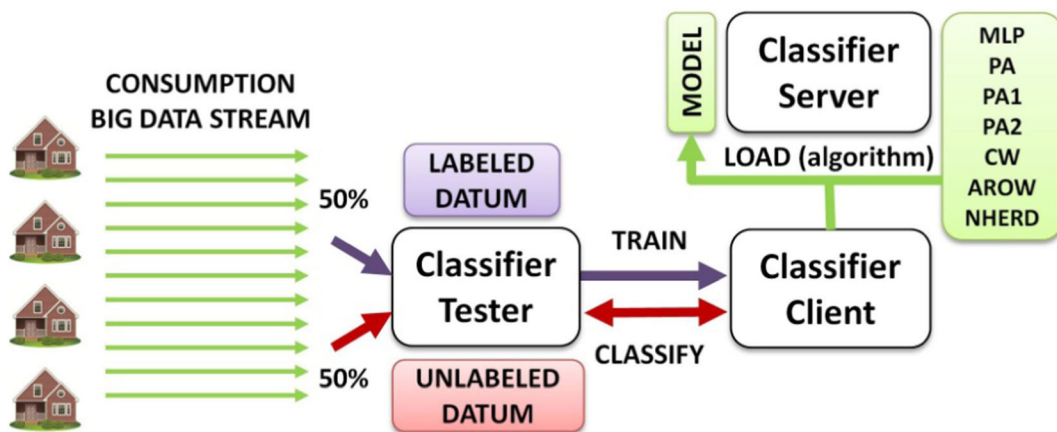 CONSUMPTION
BIG DATA STREAM
50%
50%
LABELED
DATUM
Classifier
Tester
UNLABELED
DATUM
TRAIN
CLASSIFY
MODEL
Classifier
Server
LOAD (algorithm)
Classifier
Client
MLP
PA
PA1
PA2
CW
AROW
NHERD